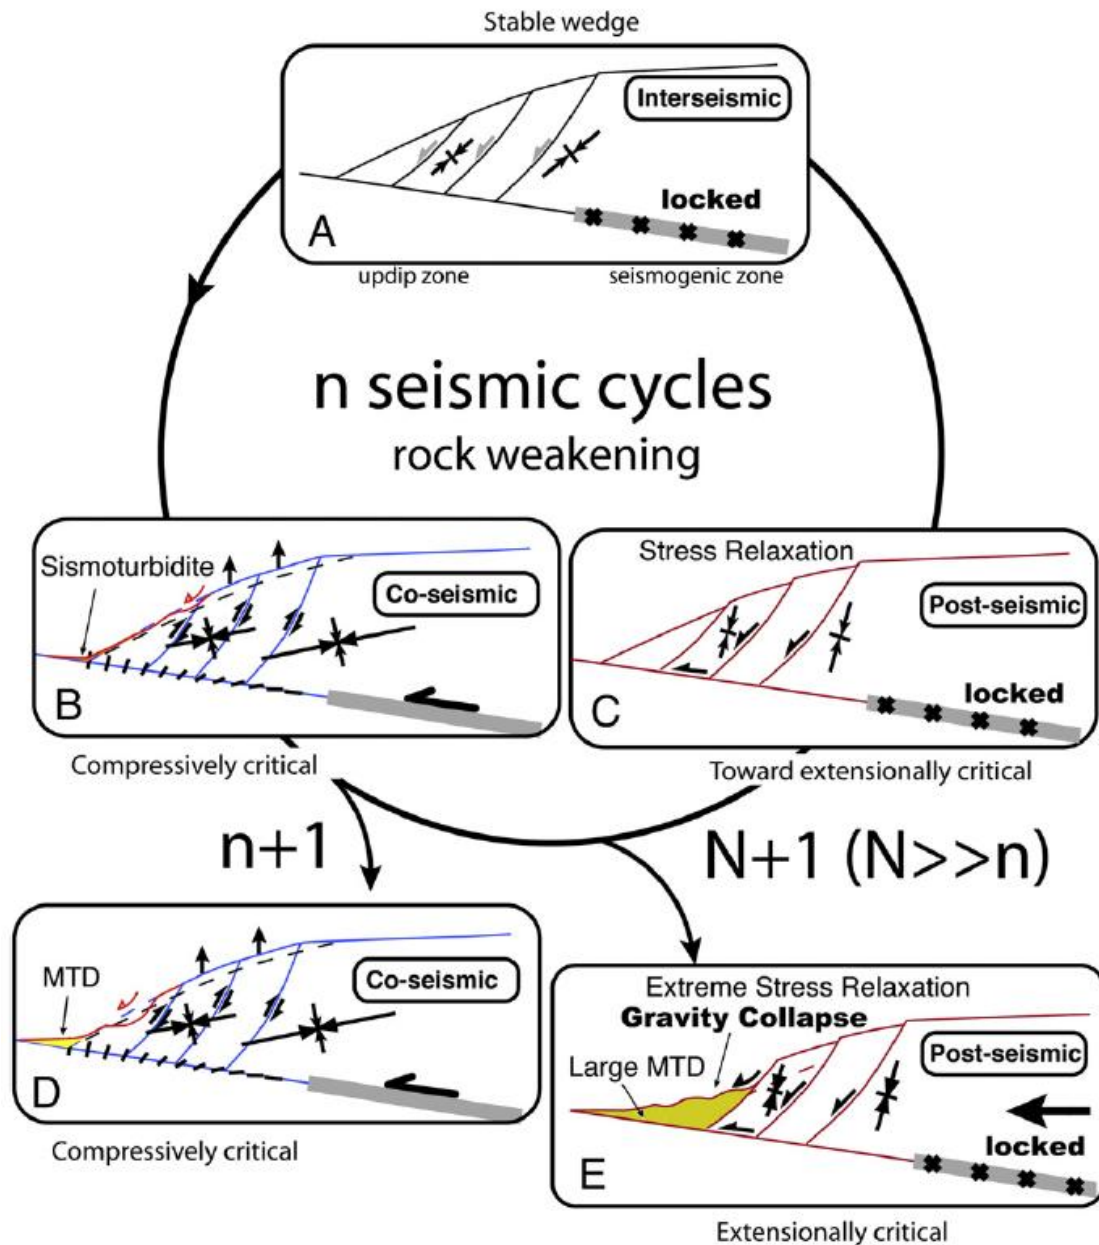 Stable wedge
Interseismic
locked
A
updip zone
seismogenic zone
n seismic cycles
rock weakening
Sismoturbidite
Co-seismic
B
Compressively critical
Stress Relaxation
Post-seismic
locked
C
Toward extensionally critical
n+1
N+1 (N>>n)
MTD
Co-seismic
D
Compressively critical
Extreme Stress Relaxation
Gravity Collapse
Post-seismic
Large MTD
locked
E
Extensionally critical